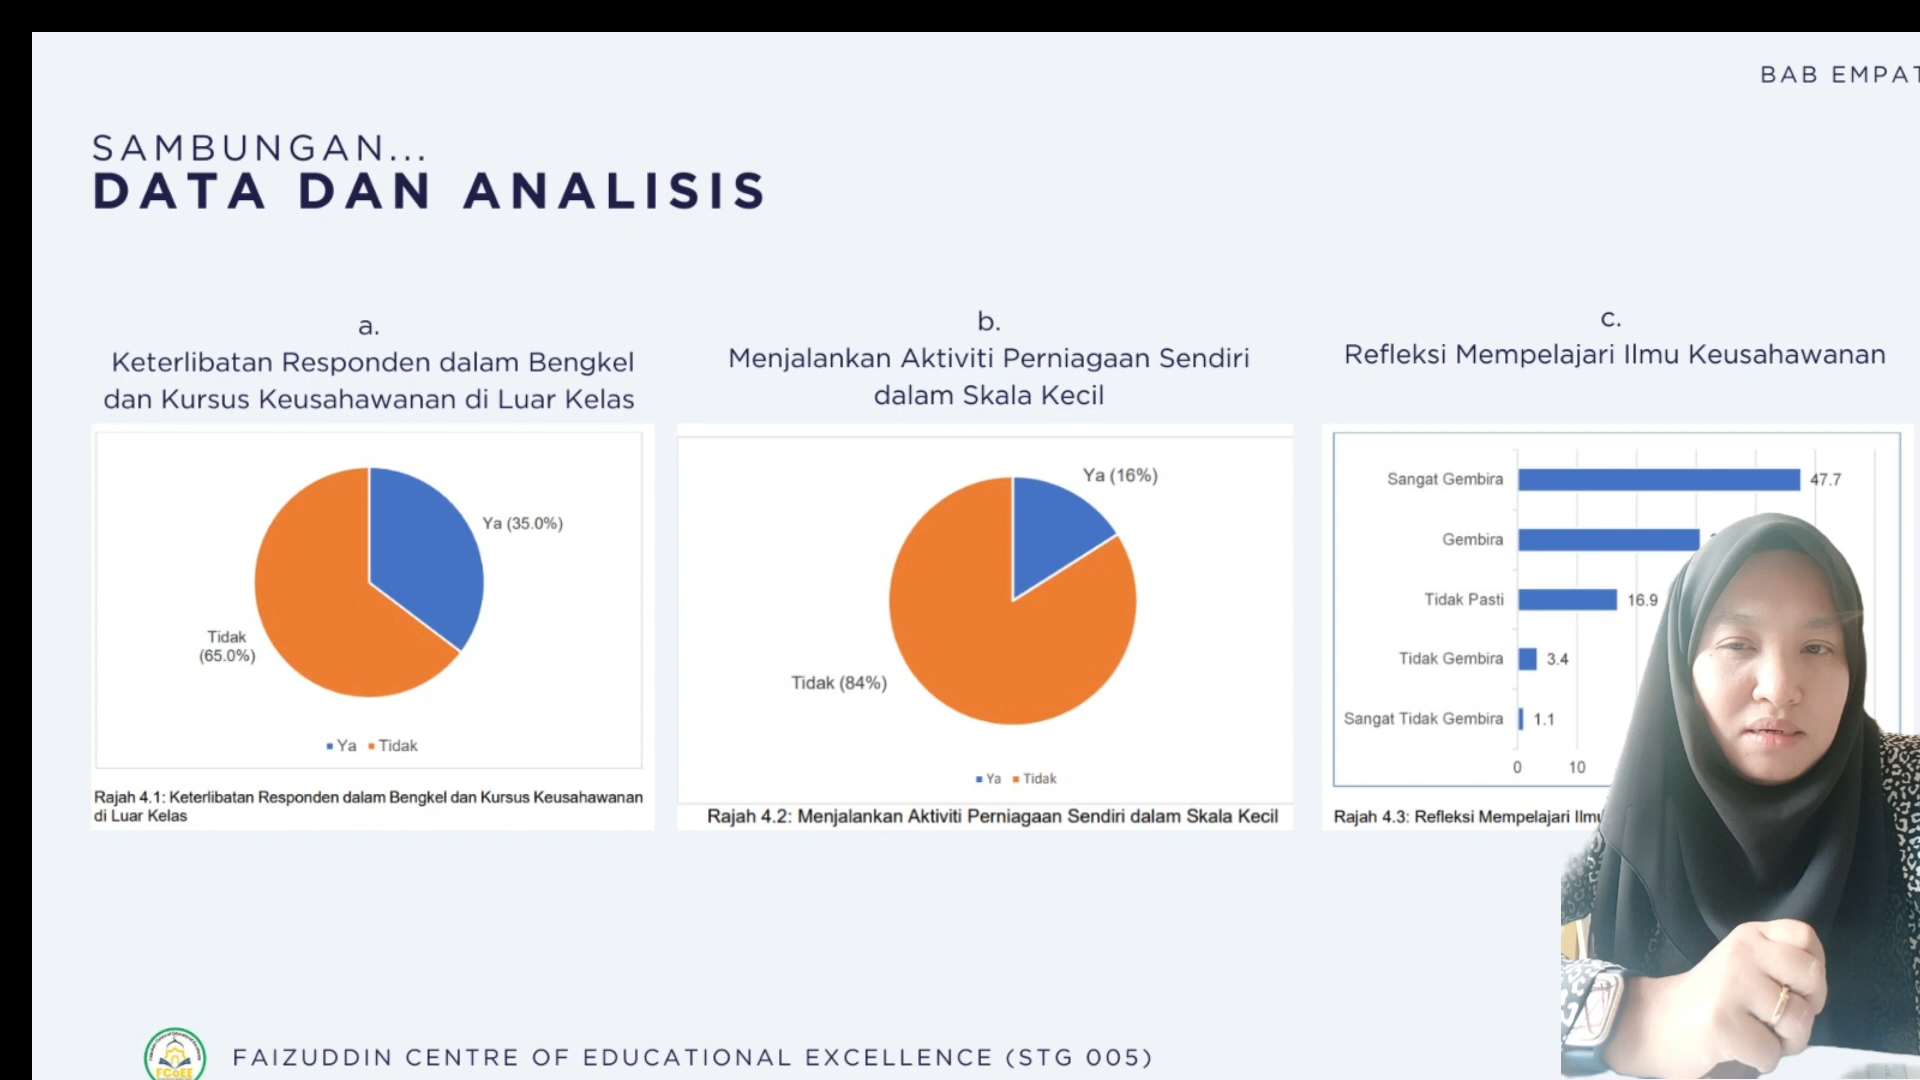 BAB EMPAT
SAMBUNGAN...
DATA DAN ANALISIS
a.
Keterlibatan Responden dalam Bengkel
dan Kursus Keusahawanan di Luar Kelas
Ya (35.0%)
Tidak
(65.0%)
Ya Tidak
Rajah 4.1: Keterlibatan Responden dalam Bengkel dan Kursus Keusahawanan
di Luar Kelas
b.
Menjalankan Aktiviti Perniagaan Sendiri
dalam Skala Kecil
Ya (16%)
Tidak (84%)
Ya Tidak
Rajah 4.2: Menjalankan Aktiviti Perniagaan Sendiri dalam Skala Kecil
c.
Refleksi Mempelajari Ilmu Keusahawanan
Sangat Gembira 47.7
Gembira
Tidak Pasti 16.9
Tidak Gembira 3.4
Sangat Tidak Gembira 1.1
0 10
Rajah 4.3: Refleksi Mempelajari Ilmu
FCoEE
FAIZUDDIN CENTRE OF EDUCATIONAL EXCELLENCE (STG 005)